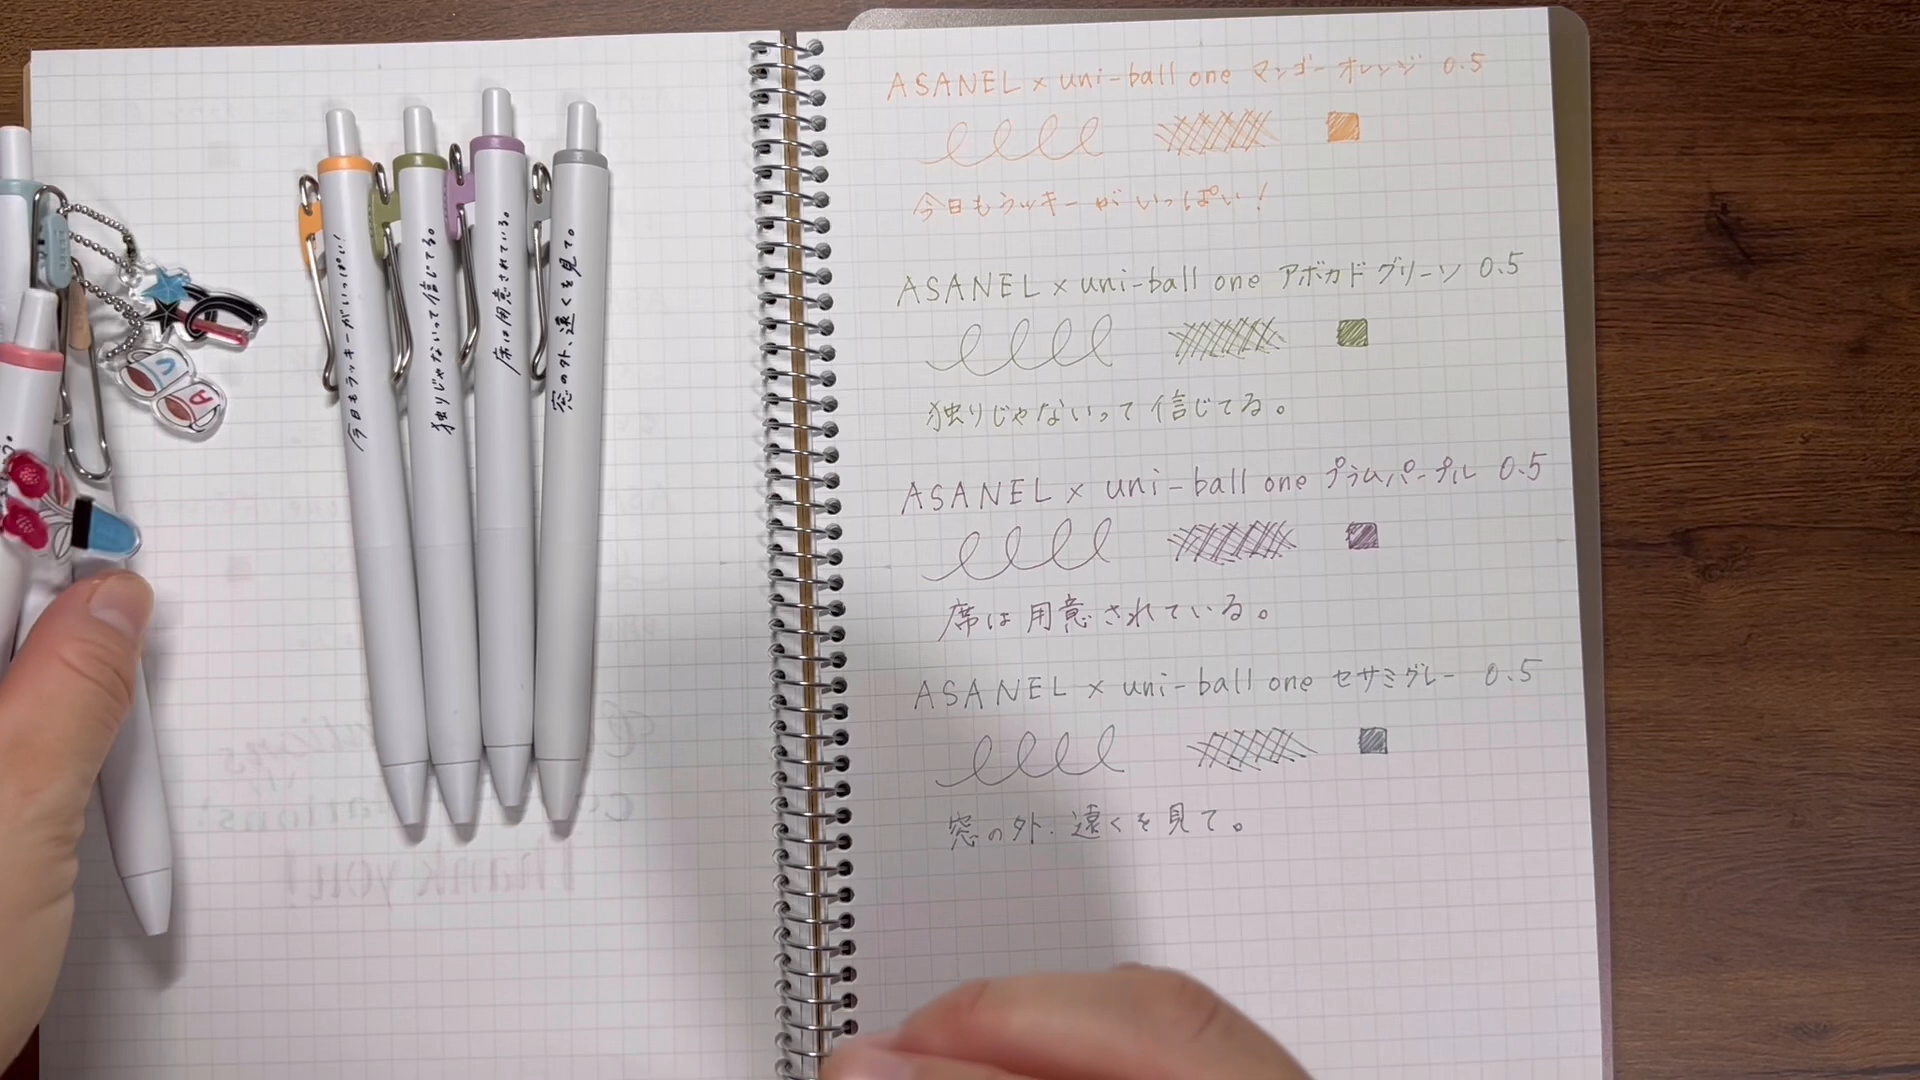 今日もラッキーがいっぱい!
独りじゃないって信じてる。
席は用意されている。
窓の外、遠くを見て。
U
A
Thank you!
ASANEL × uni-ball one マンゴーオレンジ 0.5
今日もラッキーがいっぱい!
ASANEL × uni-ball one アボカドグリーン 0.5
独りじゃないって信じてる。
ASANEL × uni-ball one プラムパープル 0.5
席は用意されている。
ASANEL × uni-ball one セサミグレー 0.5
窓の外、遠くを見て。